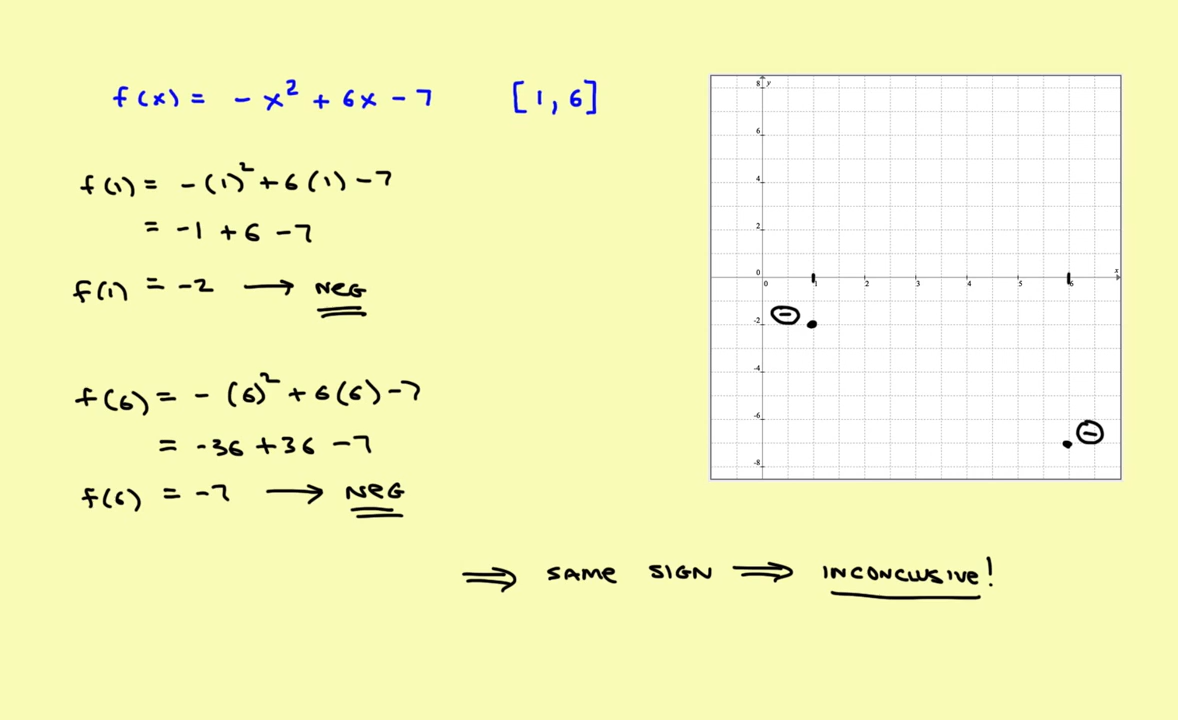 f(x) = - x² + 6x - 7 [1, 6]
f(1) = -(1)² + 6(1) - 7
= -1 + 6 - 7
f(1) = -2 ⟶ NEG
f(6) = - (6)² + 6(6) - 7
= -36 + 36 - 7
f(6) = -7 ⟶ NEG
⟹ SAME SIGN ⟹ INCONCLUSIVE!
y
8
6
4
2
0
-2
-4
-6
-8
0 1 2 3 4 5 6 x
-
-